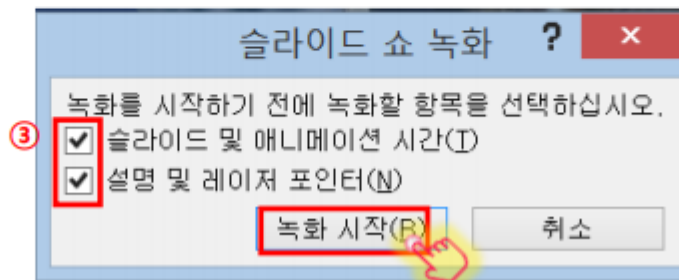 슬라이드 쇼 녹화 ? ×
녹화를 시작하기 전에 녹화할 항목을 선택하십시오.
③ 슬라이드 및 애니메이션 시간(T)
설명 및 레이저 포인터(N)
녹화 시작(R) 취소